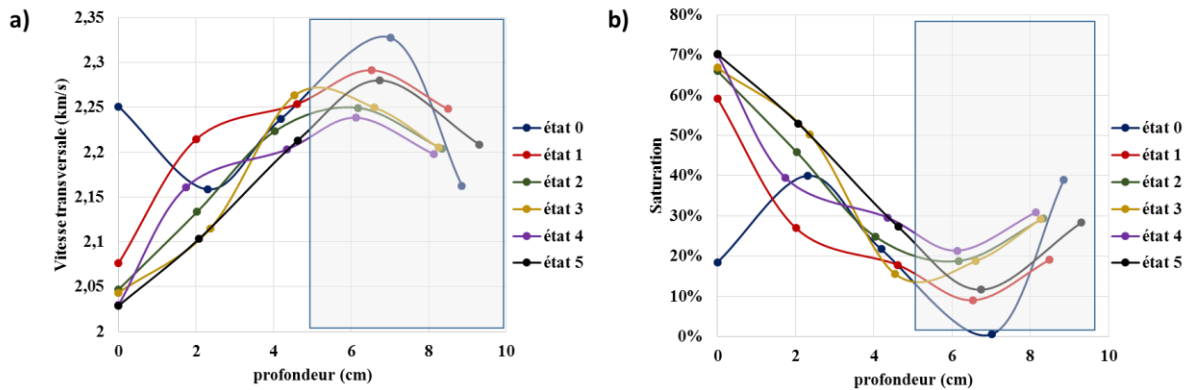 a)
Vitesse transversale (km/s)
2,35
2,3
2,25
2,2
2,15
2,1
2,05
2
0 2 4 6 8 10
profondeur (cm)
état 0
état 1
état 2
état 3
état 4
état 5
b)
Saturation
80%
70%
60%
50%
40%
30%
20%
10%
0%
0 2 4 6 8 10
profondeur (cm)
état 0
état 1
état 2
état 3
état 4
état 5